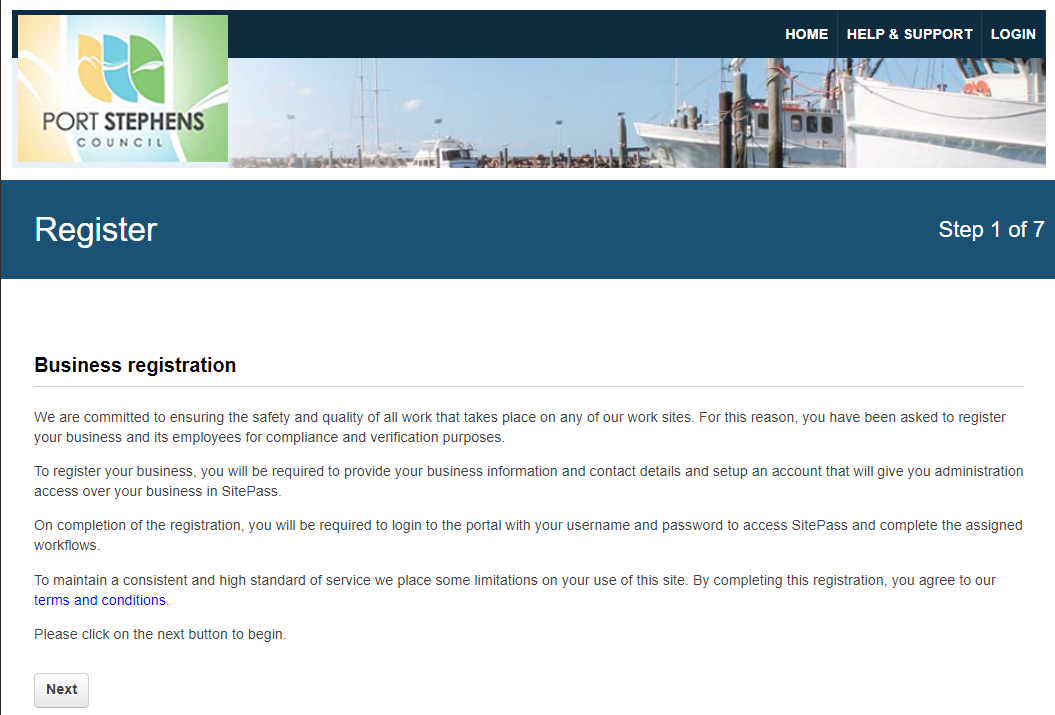 HOME HELP & SUPPORT LOGIN
PORT STEPHENS
COUNCIL
Register
Step 1 of 7
Business registration
We are committed to ensuring the safety and quality of all work that takes place on any of our work sites. For this reason, you have been asked to register
your business and its employees for compliance and verification purposes.
To register your business, you will be required to provide your business information and contact details and setup an account that will give you administration
access over your business in SitePass.
On completion of the registration, you will be required to login to the portal with your username and password to access SitePass and complete the assigned
workflows.
To maintain a consistent and high standard of service we place some limitations on your use of this site. By completing this registration, you agree to our
terms and conditions.
Please click on the next button to begin.
Next